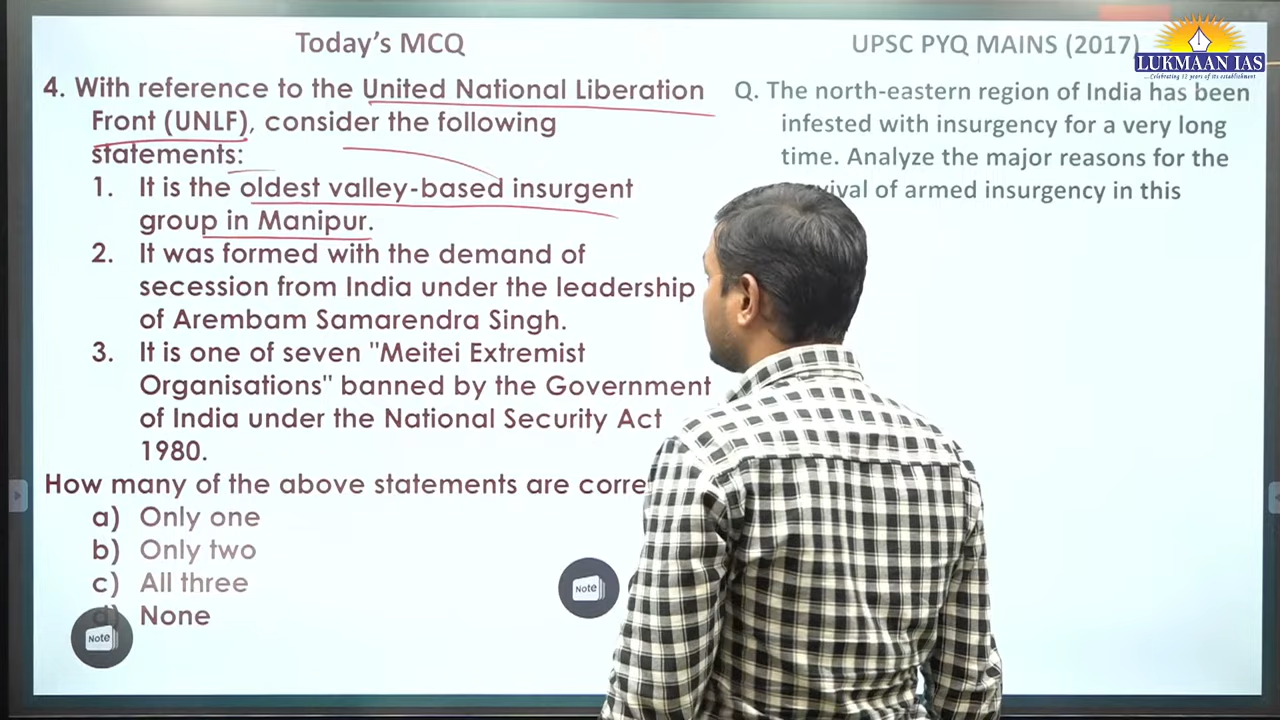 Today's MCQ
4. With reference to the United National Liberation
Front (UNLF), consider the following
statements:
1. It is the oldest valley-based insurgent
group in Manipur.
2. It was formed with the demand of
secession from India under the leadership
of Arembam Samarendra Singh.
3. It is one of seven "Meitei Extremist
Organisations" banned by the Government
of India under the National Security Act
1980.
How many of the above statements are corre
a) Only one
b) Only two
c) All three
d) None
Note
Note
UPSC PYQ MAINS (2017)
LUKMAAN IAS
...Celebrating 12 years of its establishment
Q. The north-eastern region of India has been
infested with insurgency for a very long
time. Analyze the major reasons for the
of armed insurgency in this